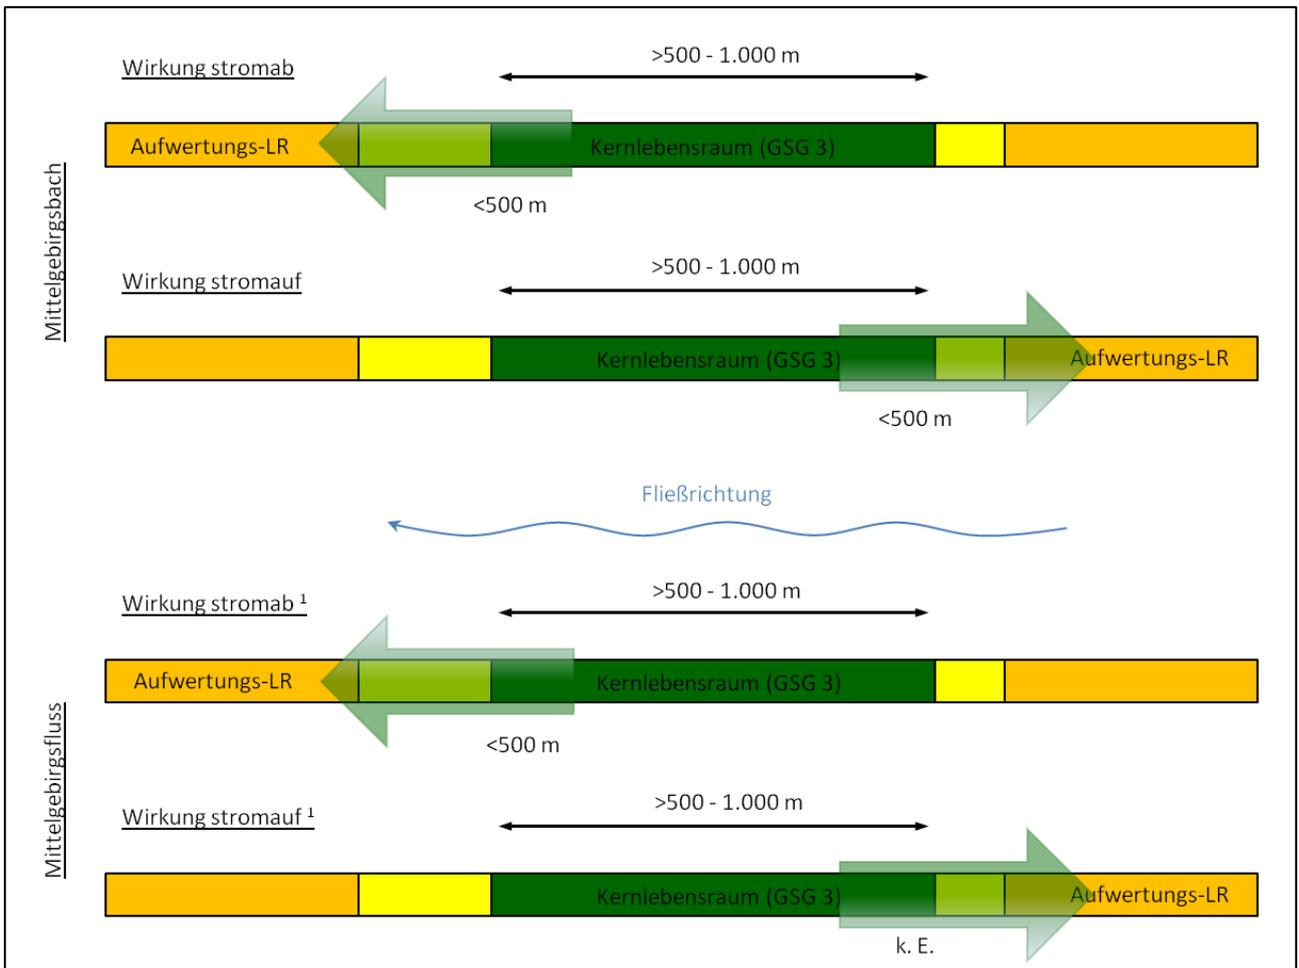 Mittelgebirgsbach
Wirkung stromab
>500 - 1.000 m
Aufwertungs-LR
Kernlebensraum (GSG 3)
<500 m
Wirkung stromauf
>500 - 1.000 m
Kernlebensraum (GSG 3)
Aufwertungs-LR
<500 m
Fließrichtung
Mittelgebirgsfluss
Wirkung stromab ¹
>500 - 1.000 m
Aufwertungs-LR
Kernlebensraum (GSG 3)
<500 m
Wirkung stromauf ¹
>500 - 1.000 m
Kernlebensraum (GSG 3)
Aufwertungs-LR
k. E.